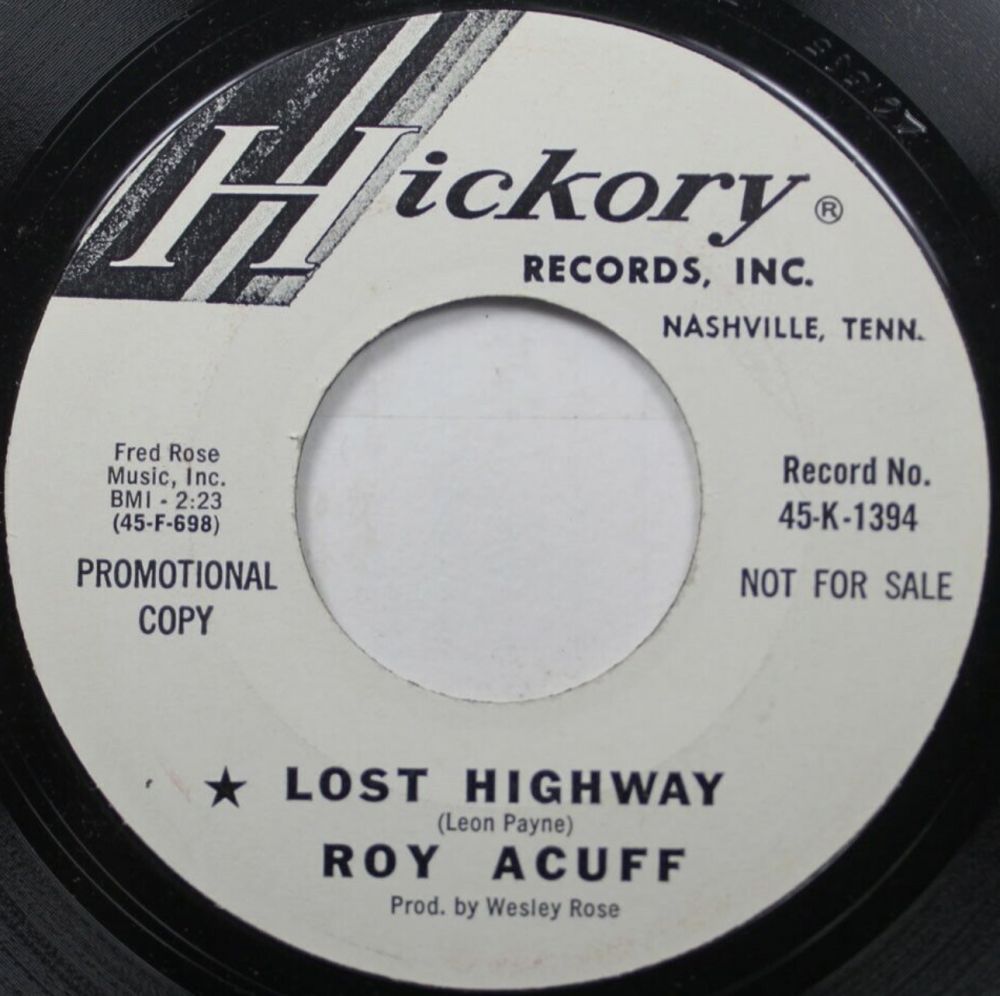 Hickory ®
RECORDS, INC.
NASHVILLE, TENN.
Fred Rose
Music, Inc.
BMI - 2:23
(45-F-698)
PROMOTIONAL
COPY
Record No.
45-K-1394
NOT FOR SALE
★ LOST HIGHWAY
(Leon Payne)
ROY ACUFF
Prod. by Wesley Rose